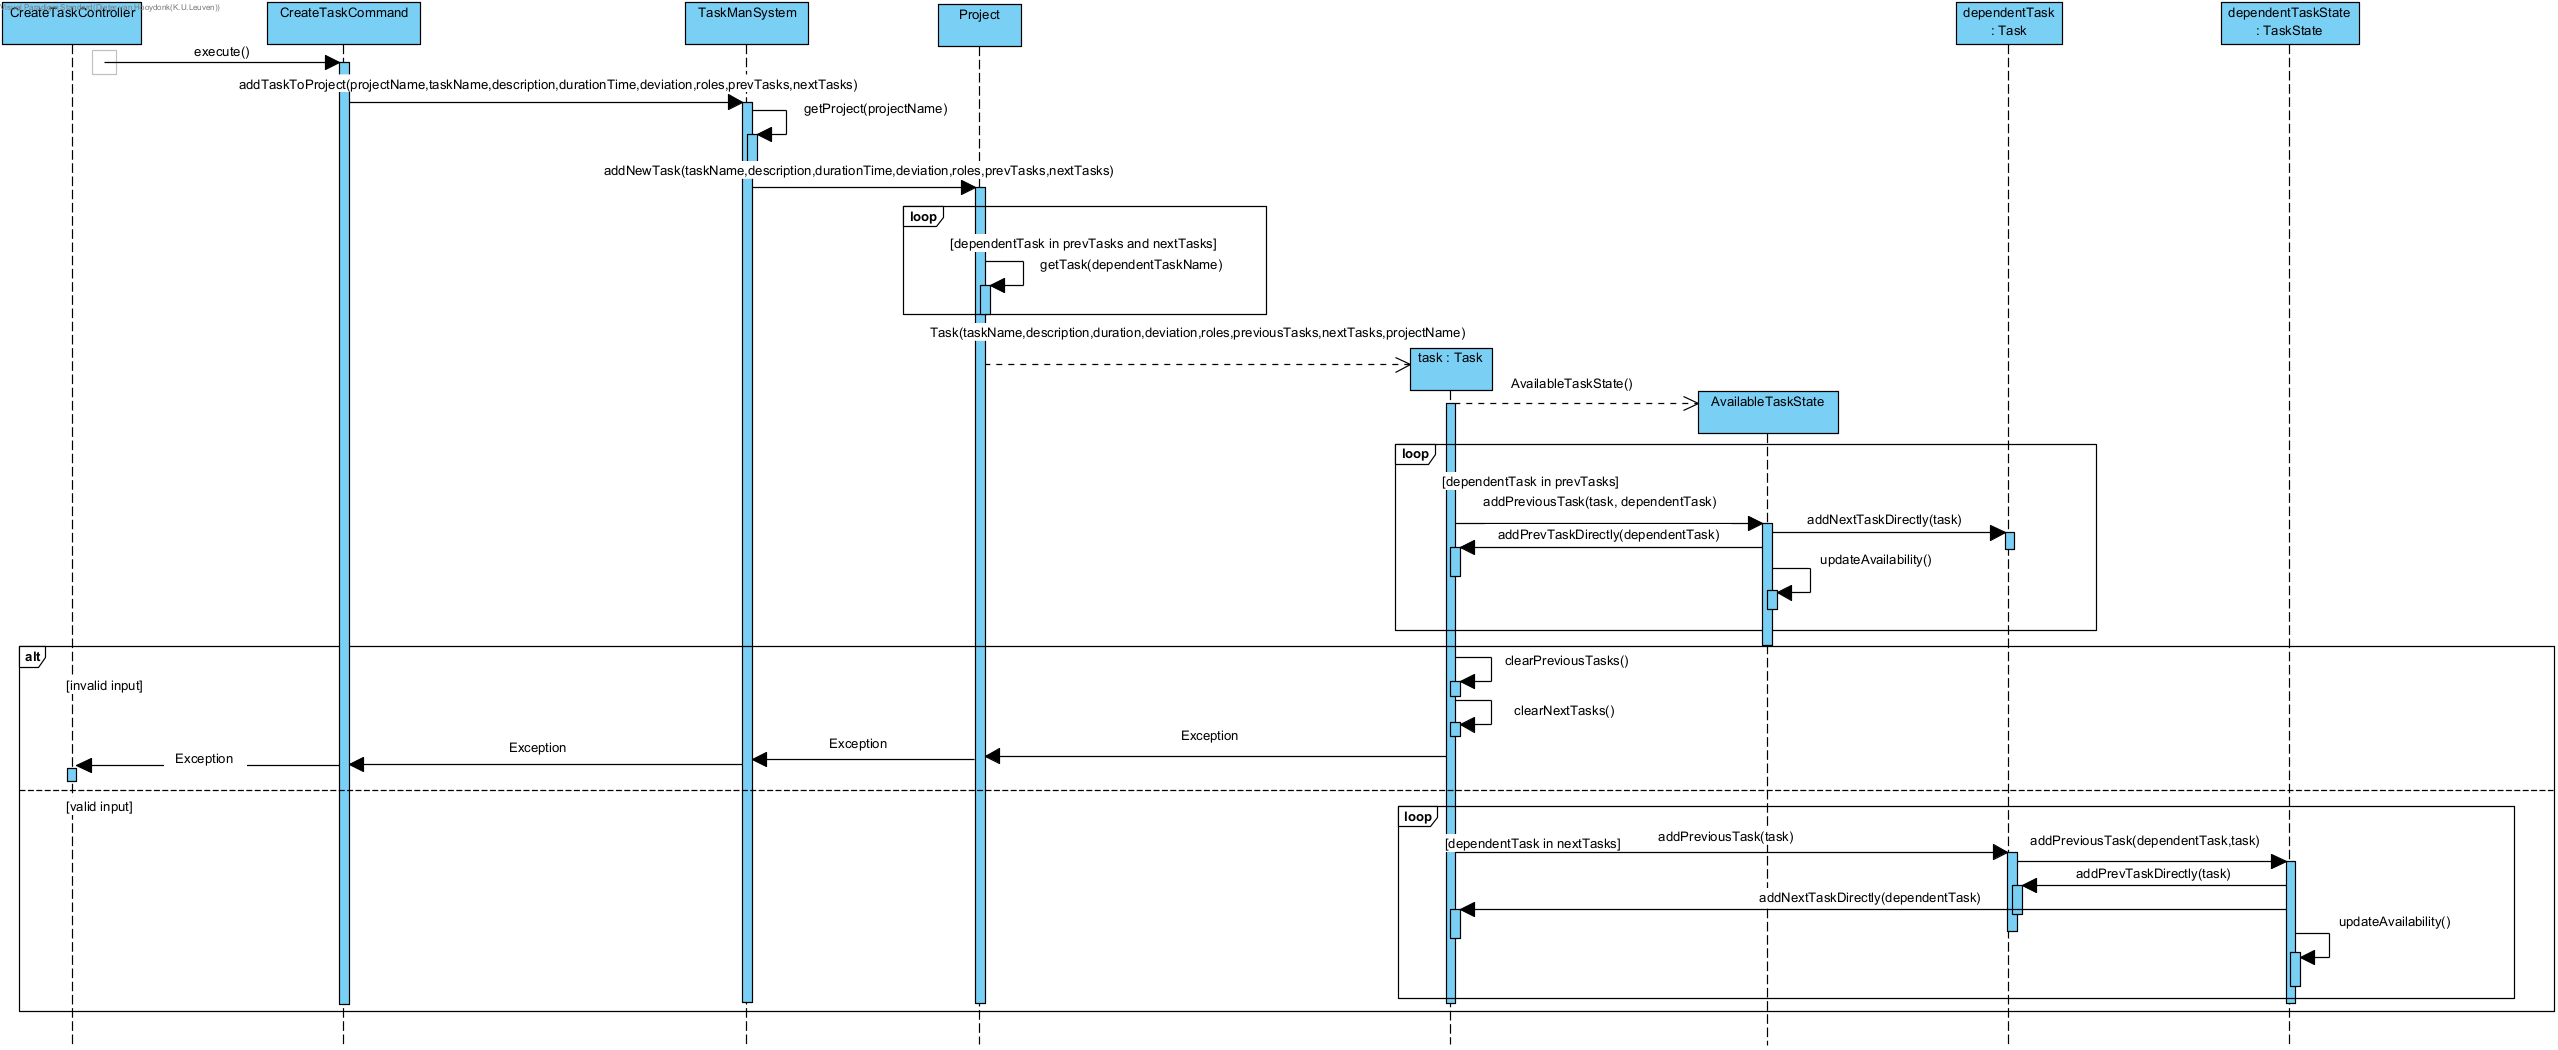 CreateTaskController
CreateTaskCommand
TaskManSystem
Project
dependentTask
: Task
dependentTaskState
: TaskState
execute()
addTaskToProject(projectName,taskName,description,durationTime,deviation,roles,prevTasks,nextTasks)
getProject(projectName)
addNewTask(taskName,description,durationTime,deviation,roles,prevTasks,nextTasks)
loop
[dependentTask in prevTasks and nextTasks]
getTask(dependentTaskName)
Task(taskName,description,duration,deviation,roles,previousTasks,nextTasks,projectName)
task : Task
AvailableTaskState()
AvailableTaskState
loop
[dependentTask in prevTasks]
addPreviousTask(task, dependentTask)
addNextTaskDirectly(task)
addPrevTaskDirectly(dependentTask)
updateAvailability()
alt
[invalid input]
clearPreviousTasks()
clearNextTasks()
Exception
Exception
Exception
Exception
[valid input]
loop
[dependentTask in nextTasks]
addPreviousTask(task)
addPreviousTask(dependentTask,task)
addPrevTaskDirectly(task)
addNextTaskDirectly(dependentTask)
updateAvailability()